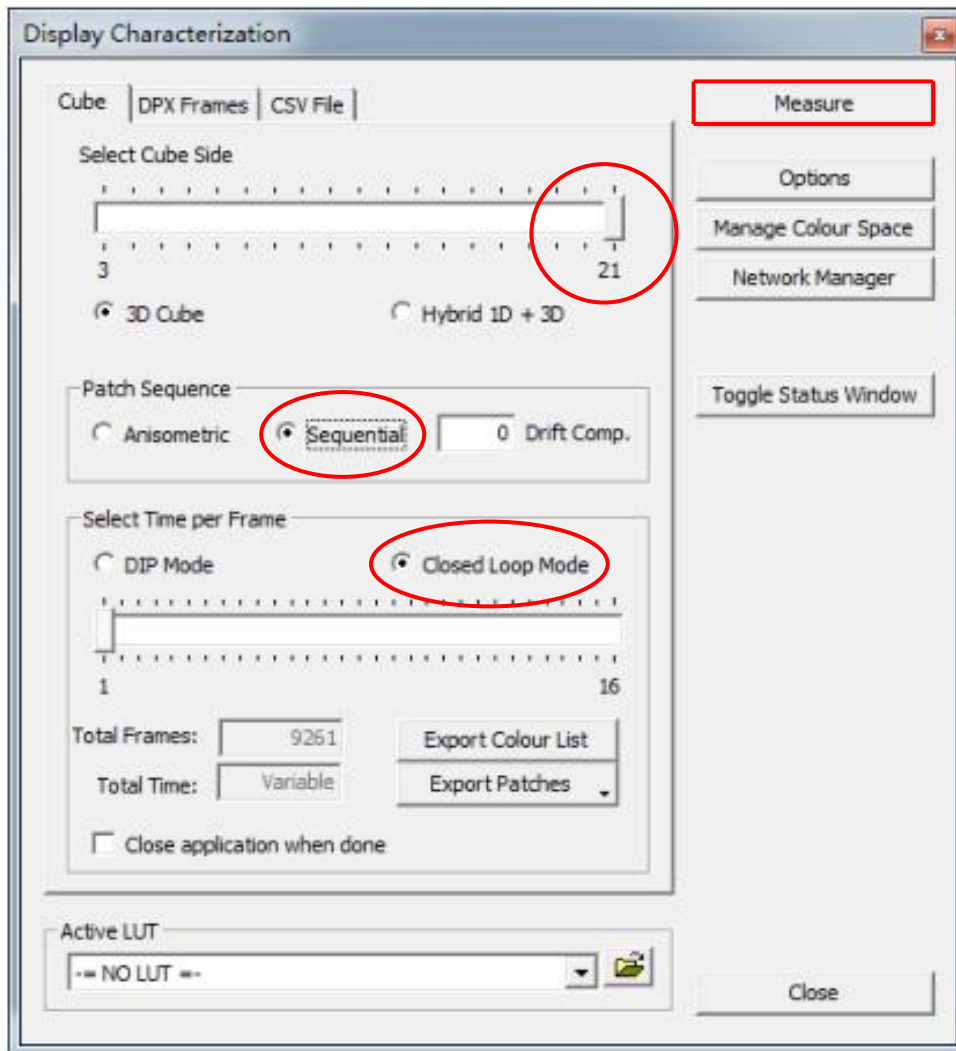 Display Characterization
Cube DPX Frames CSV File
Measure
Select Cube Side
Options
Manage Colour Space
3 21
Network Manager
3D Cube Hybrid 1D + 3D
Patch Sequence
Toggle Status Window
Anisometric Sequential 0 Drift Comp.
Select Time per Frame
DIP Mode Closed Loop Mode
1 16
Total Frames: 9261 Export Colour List
Total Time: Variable Export Patches
Close application when done
Active LUT
-= NO LUT =-
Close